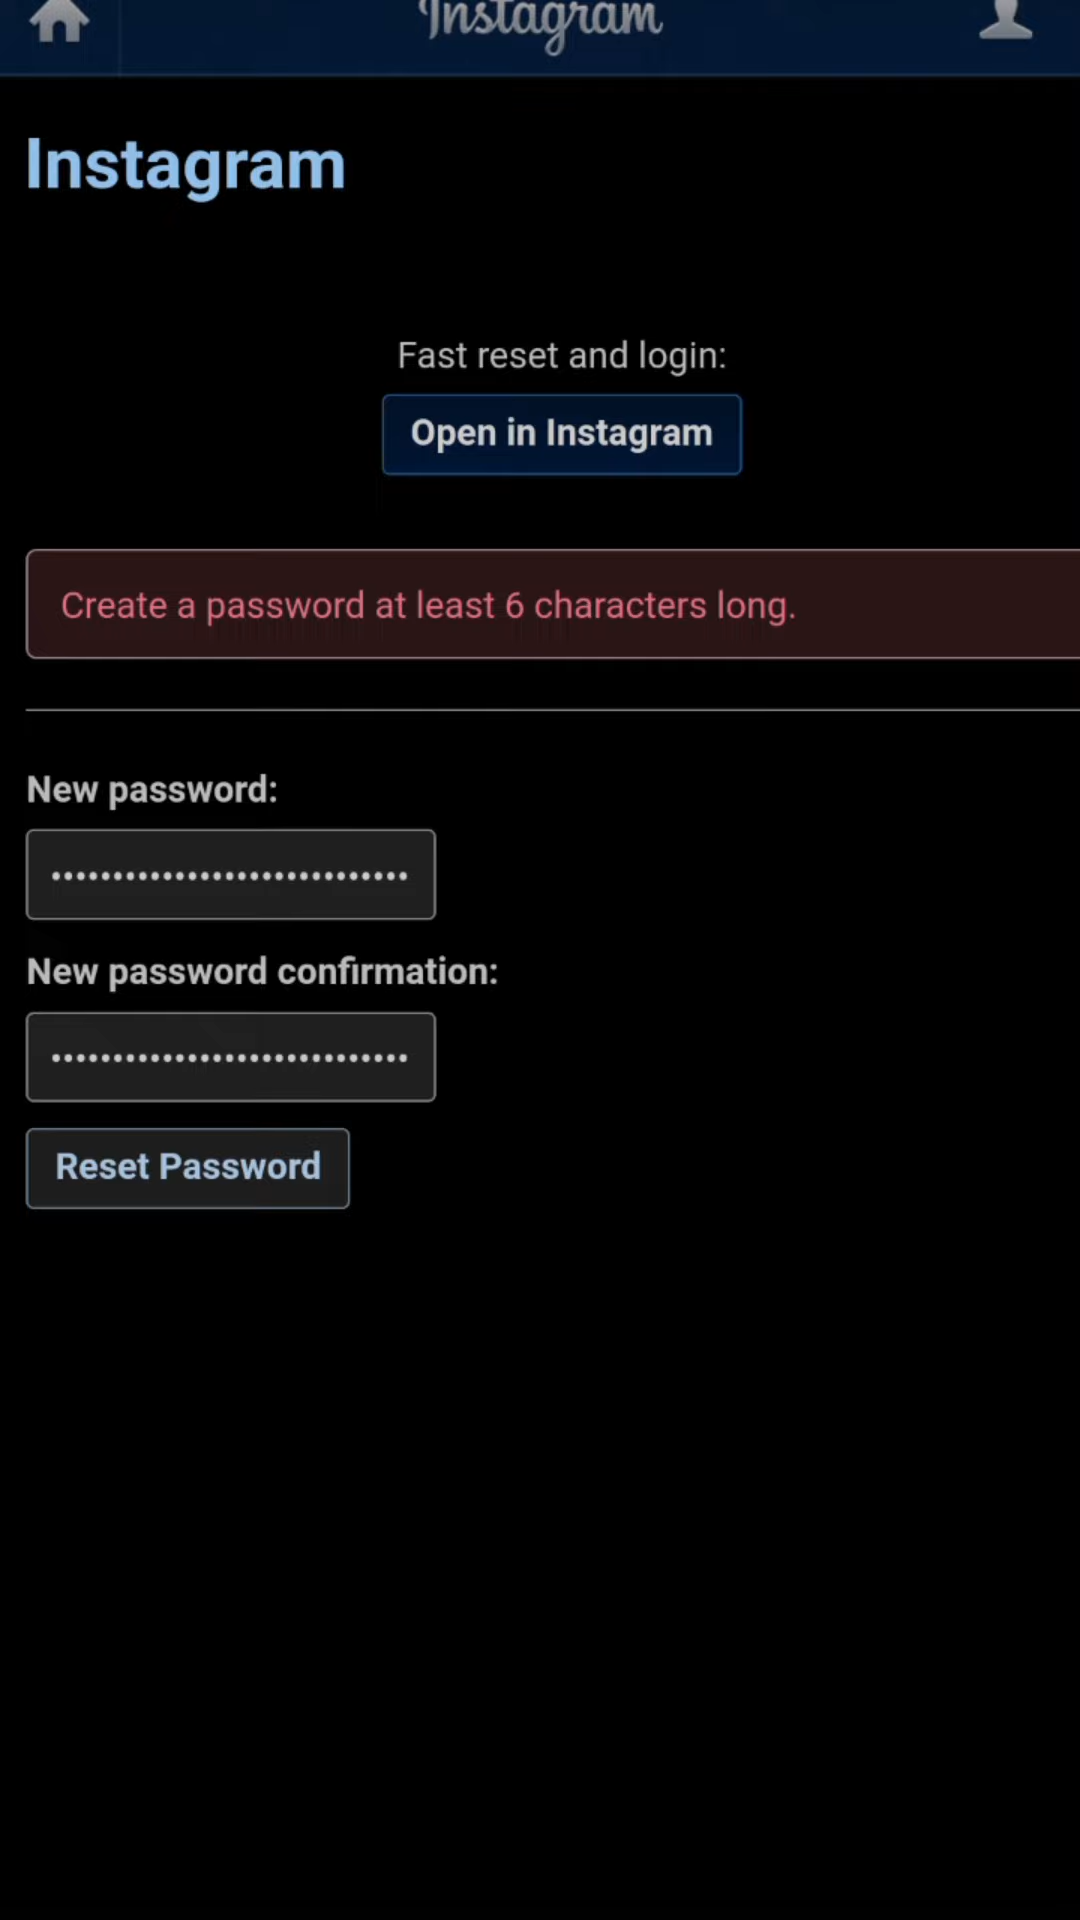 Instagram
Instagram
Fast reset and login:
Open in Instagram
Create a password at least 6 characters long.
New password:
•••••••••••••••••••••••••••••
New password confirmation:
•••••••••••••••••••••••••••••
Reset Password